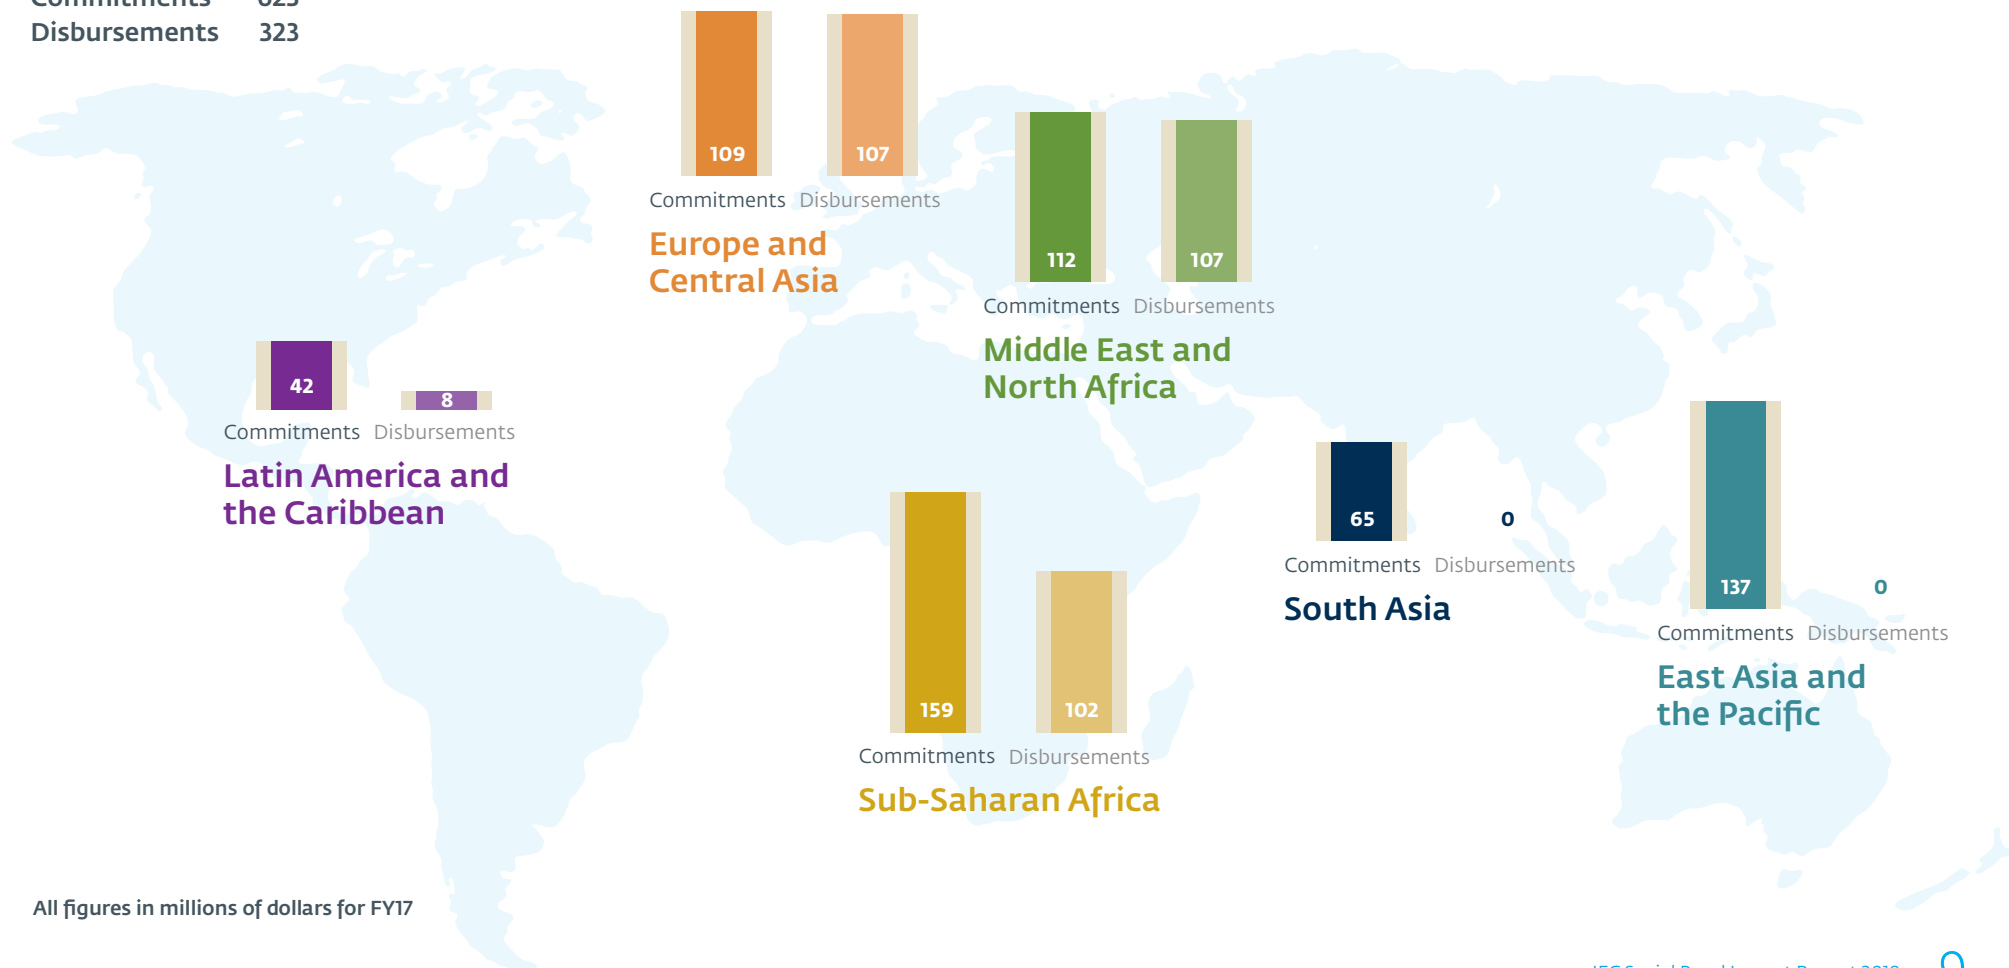 Commitments 623
Disbursements 323
109
107
Commitments Disbursements
Europe and
Central Asia
112
107
Commitments Disbursements
Middle East and
North Africa
42
8
Commitments Disbursements
Latin America and
the Caribbean
65
0
Commitments Disbursements
South Asia
137
0
Commitments Disbursements
East Asia and
the Pacific
159
102
Commitments Disbursements
Sub-Saharan Africa
All figures in millions of dollars for FY17